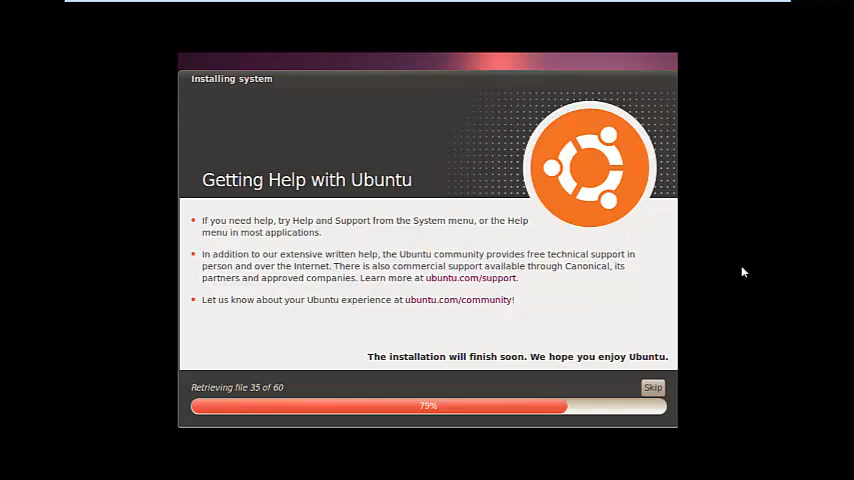 Installing system
Getting Help with Ubuntu
If you need help, try Help and Support from the System menu, or the Help
menu in most applications.
In addition to our extensive written help, the Ubuntu community provides free technical support in
person and over the Internet. There is also commercial support available through Canonical, its
partners and approved companies. Learn more at ubuntu.com/support.
Let us know about your Ubuntu experience at ubuntu.com/community!
The installation will finish soon. We hope you enjoy Ubuntu.
Retrieving file 35 of 60
Skip
79%